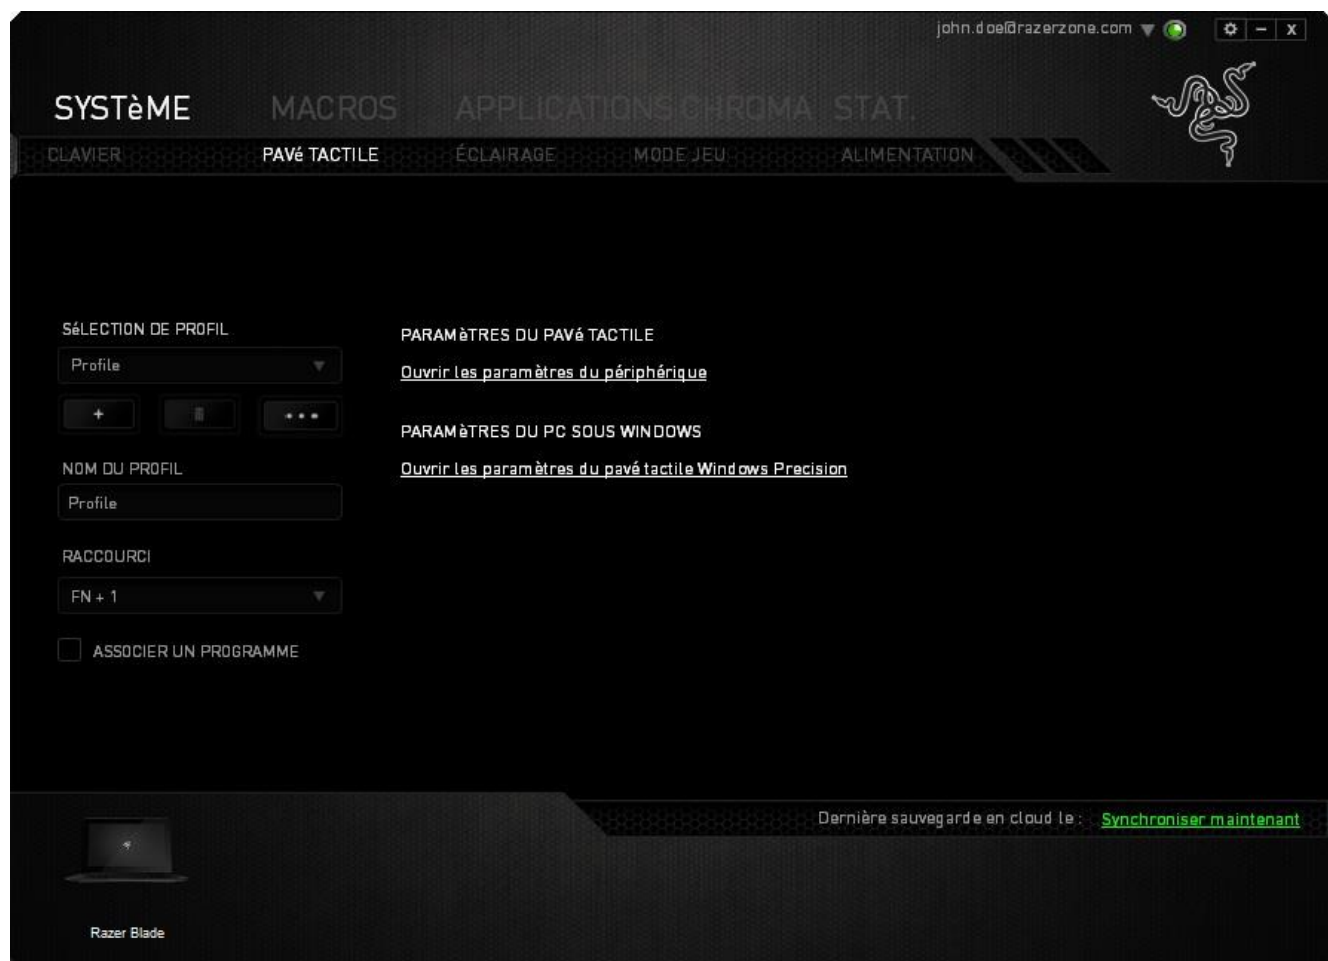 john.doe@razerzone.com
SYSTèME MACROS APPLICATIONS CHROMA STAT.
CLAVIER PAVé TACTILE ÉCLAIRAGE MODE JEU ALIMENTATION
SéLECTION DE PROFIL
Profile
NOM DU PROFIL
Profile
RACCOURCI
FN + 1
ASSOCIER UN PROGRAMME
PARAMèTRES DU PAVé TACTILE
Ouvrir les paramètres du périphérique
PARAMèTRES DU PC SOUS WINDOWS
Ouvrir les paramètres du pavé tactile Windows Precision
Dernière sauvegarde en cloud le : Synchroniser maintenant
Razer Blade